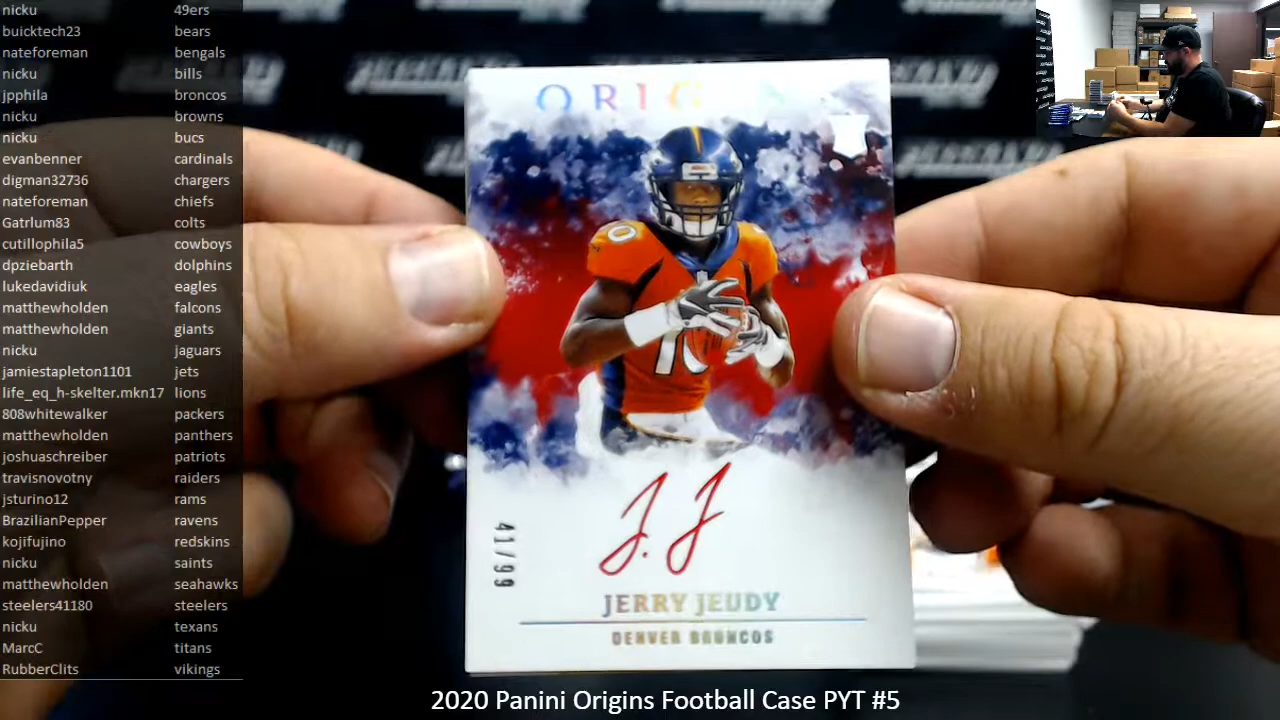 nicku 49ers
buicktech23 bears
nateforeman bengals
nicku bills
jpphila broncos
nicku browns
nicku bucs
evanbenner cardinals
digman32736 chargers
nateforeman chiefs
Gatrlum83 colts
cutillophila5 cowboys
dpziebarth dolphins
lukedavidiuk eagles
matthewholden falcons
matthewholden giants
nicku jaguars
jamiestapleton1101 jets
life_eq_h-skelter.mkn17 lions
808whitewalker packers
matthewholden panthers
joshuaschreiber patriots
travisnovotny raiders
jsturino12 rams
BrazilianPepper ravens
kojifujino redskins
nicku saints
matthewholden seahawks
steelers41180 steelers
nicku texans
MarcC titans
RubberClits vikings
10
10
J. J
41/99
JERRY JEUDY
DENVER BRONCOS
2020 Panini Origins Football Case PYT #5